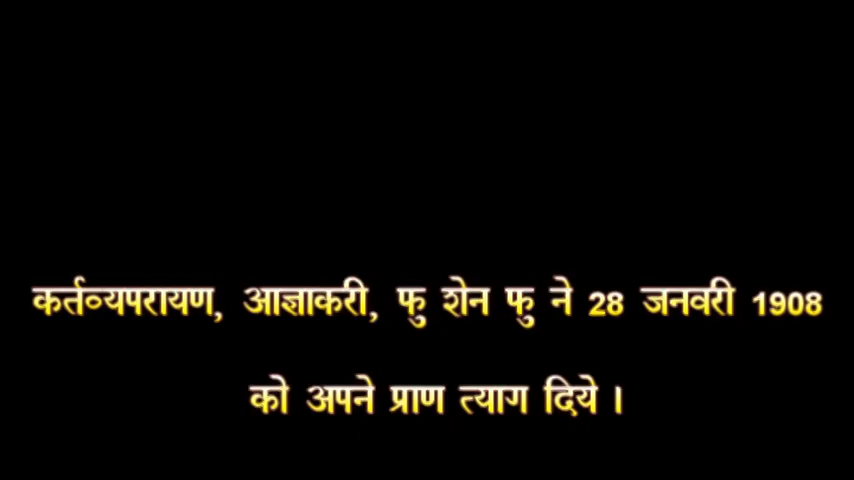 कर्तव्यपरायण, आज्ञाकरी, फु शेन फु ने 28 जनवरी 1908
को अपने प्राण त्याग दिये ।